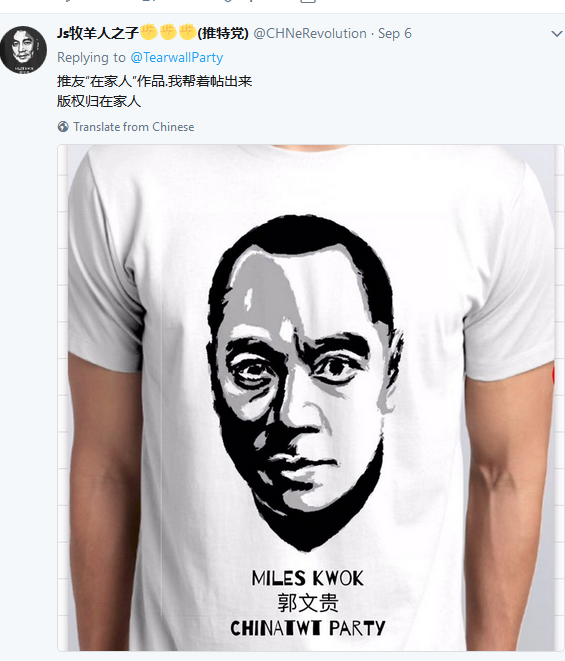 Js牧羊人之子✊✊✊(推特党) @CHNeRevolution · Sep 6
Replying to @TearwallParty
推友"在家人"作品.我帮着帖出来
版权归在家人
Translate from Chinese
MILES KWOK
郭文贵
CHINATWT PARTY